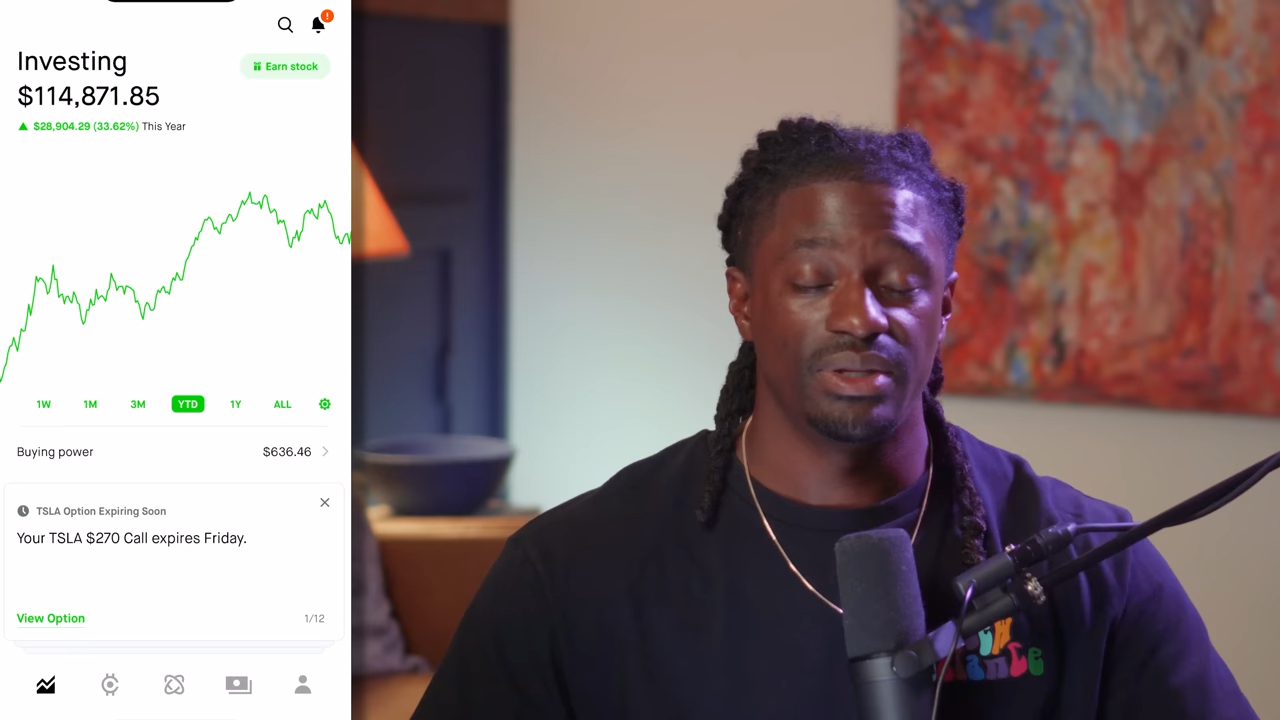 Investing
Earn stock
$114,871.85
▲ $28,904.29 (33.62%) This Year
1W 1M 3M YTD 1Y ALL
Buying power $636.46
TSLA Option Expiring Soon
Your TSLA $270 Call expires Friday.
View Option 1/12